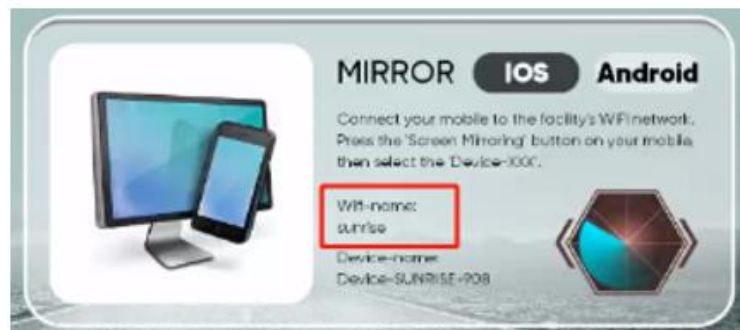 MIRROR IOS Android
Connect your mobile to the facility's WiFi network.
Press the 'Screen Mirroring' button on your mobile,
then select the 'Device-XXX'.
Wifi-name:
sunrise
Device-name:
Device-SUNRISE-908